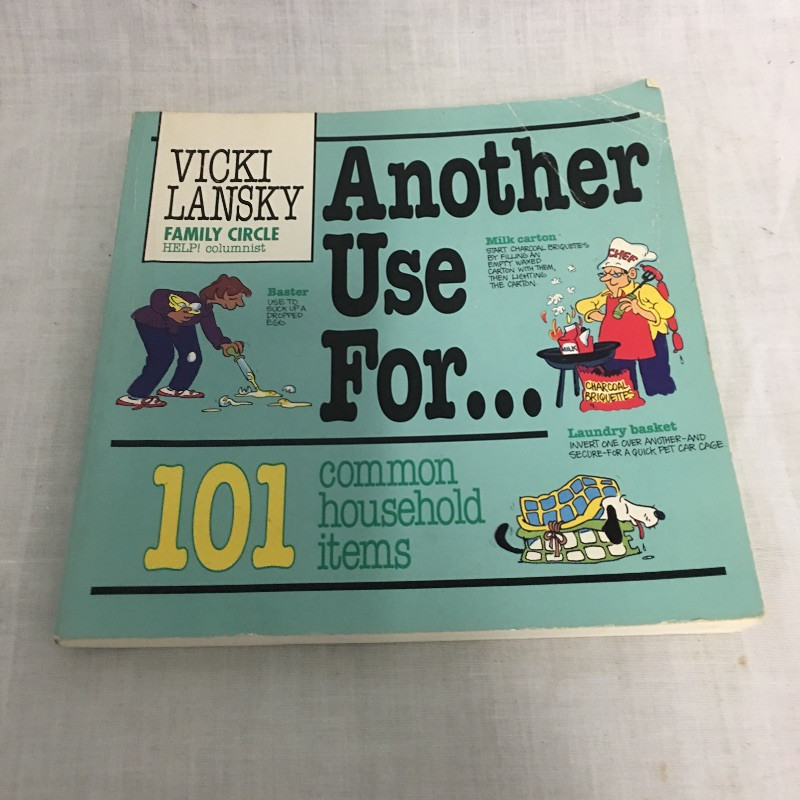 VICKI
LANSKY
FAMILY CIRCLE
HELP! columnist
Another
Use
For...
Baster
USE TO
SUCK UP A
DROPPED
EGG
Milk carton
START CHARCOAL BRIQUETTES
BY FILLING AN
EMPTY WAXED
CARTON WITH THEM,
THEN LIGHTING
THE CARTON.
CHEF
MILK
CHARCOAL
BRIQUETTES
Laundry basket
INVERT ONE OVER ANOTHER-AND
SECURE-FOR A QUICK PET CAR CAGE
101
common
household
items